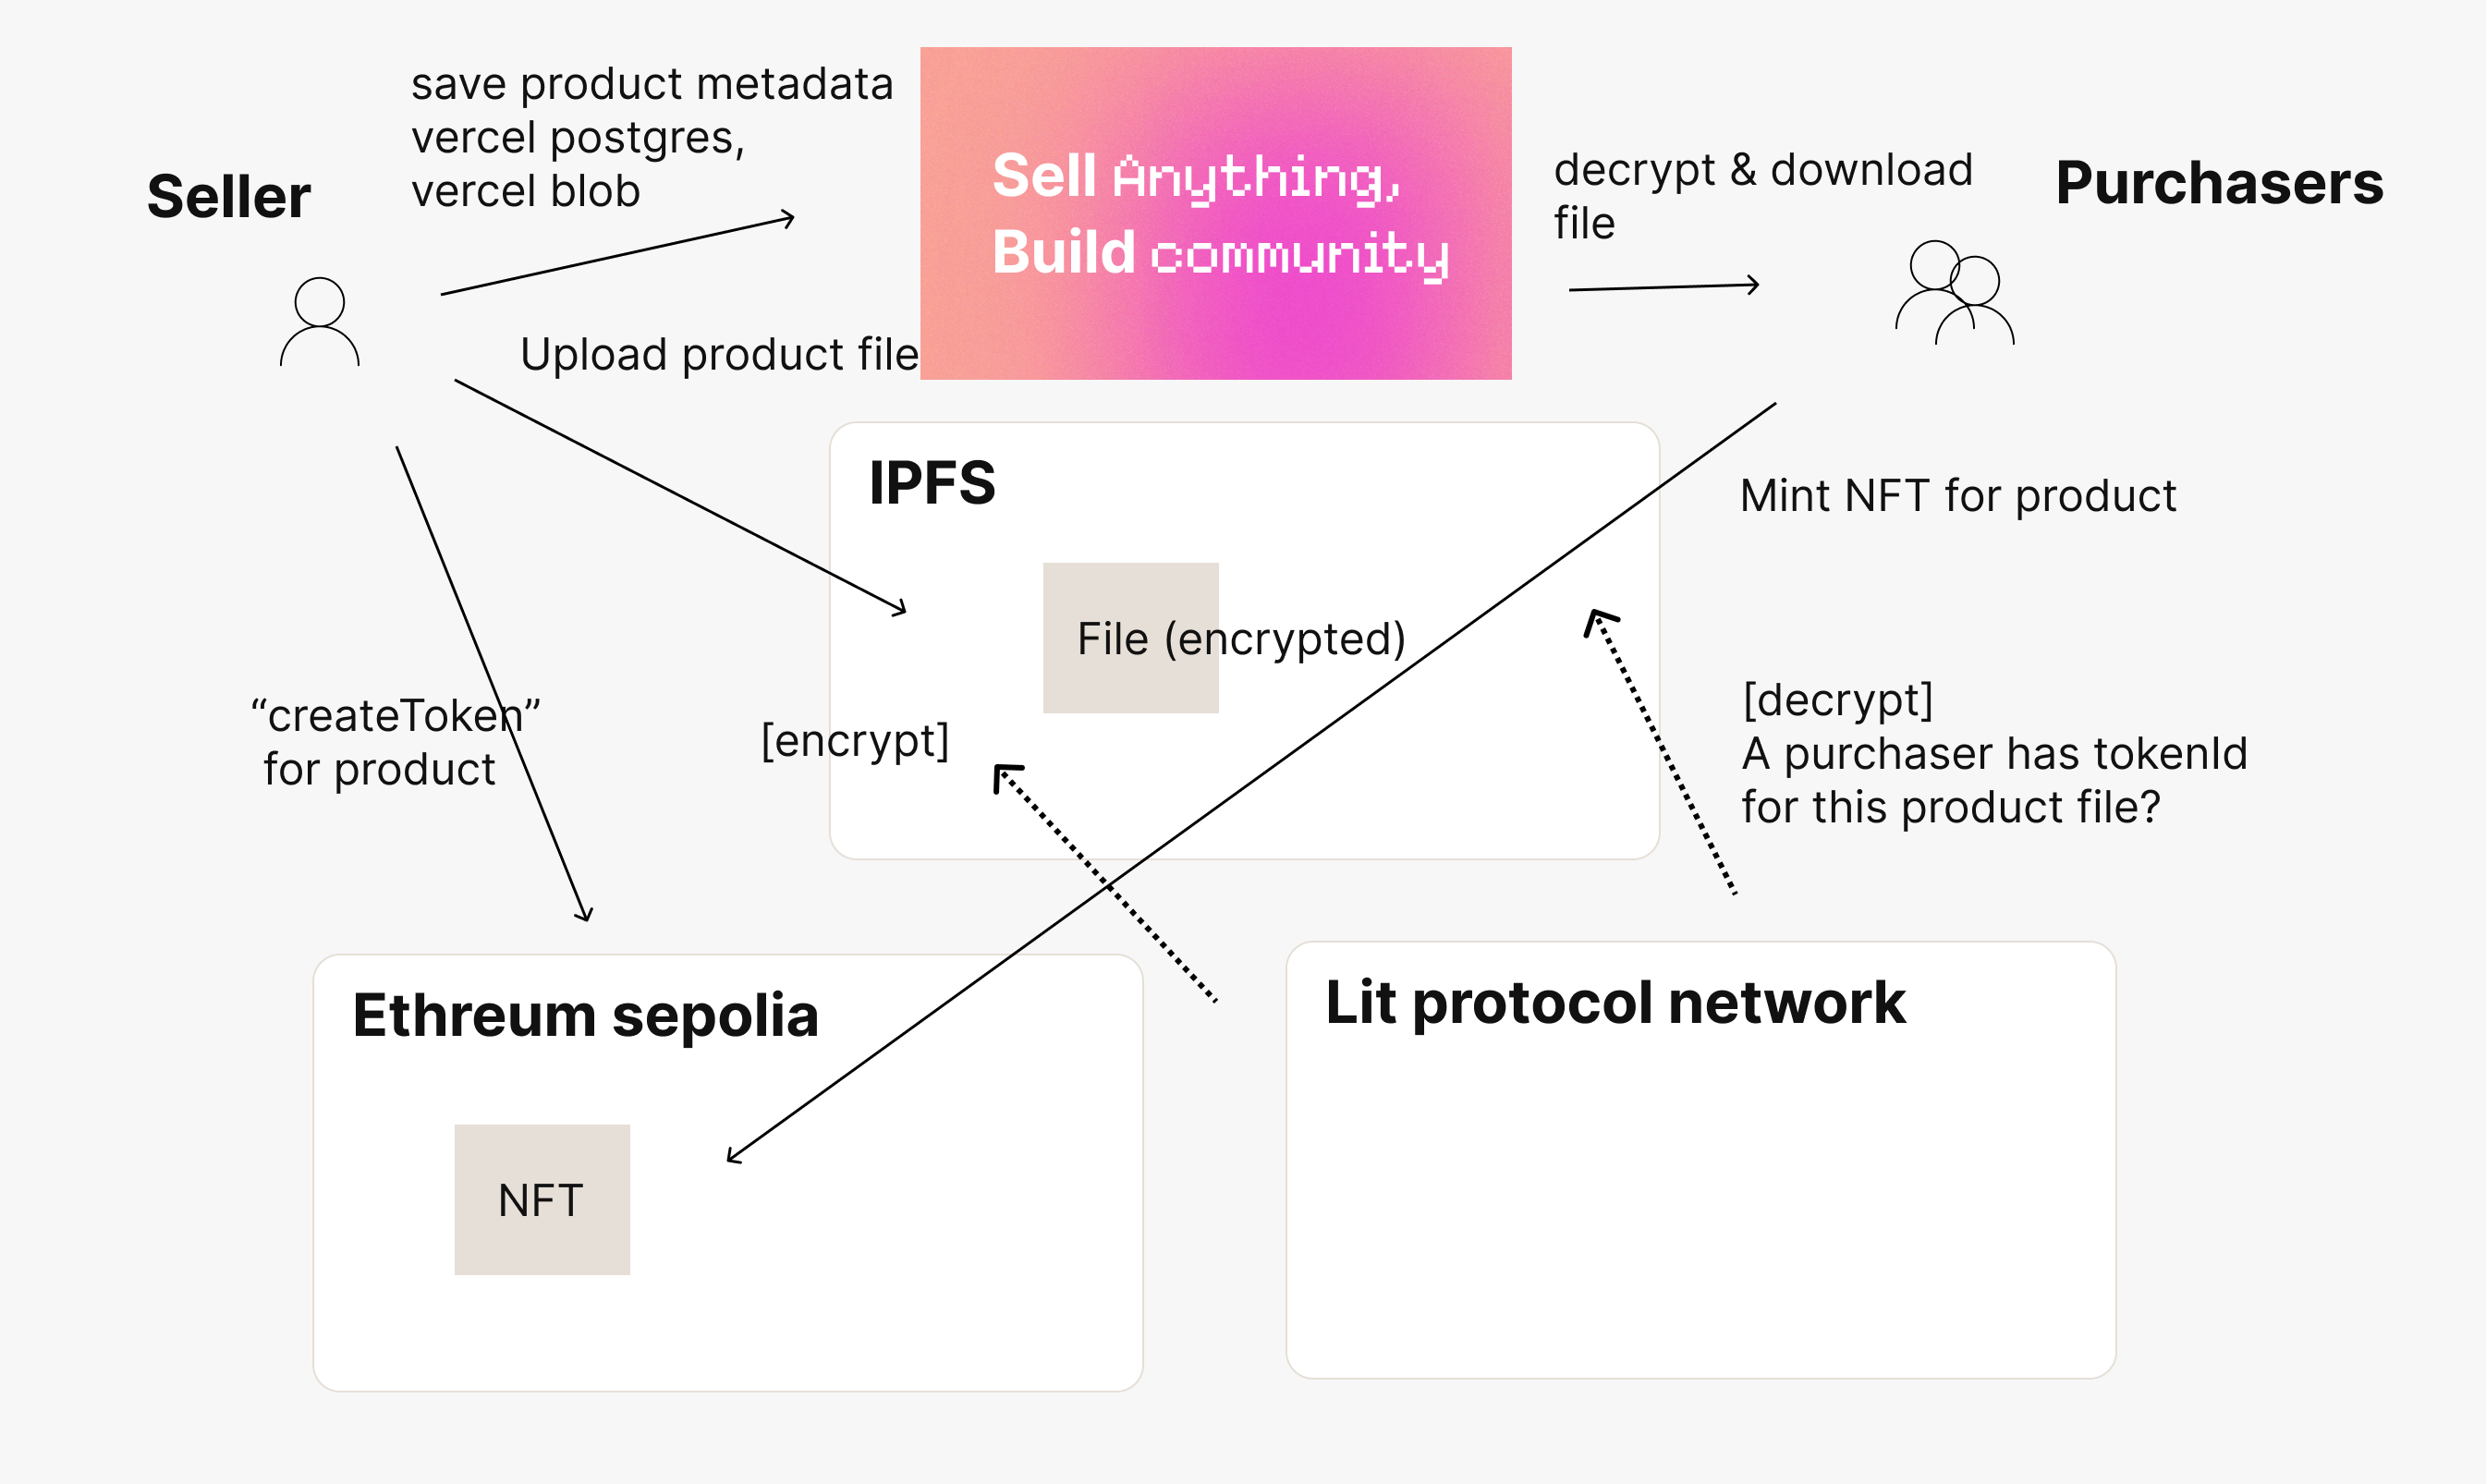 Seller
save product metadata
vercel postgres,
vercel blob
Sell Anything,
Build community
decrypt & download
file
Purchasers
Upload product file
IPFS
Mint NFT for product
File (encrypted)
“createToken”
for product
[encrypt]
[decrypt]
A purchaser has tokenId
for this product file?
Ethreum sepolia
NFT
Lit protocol network